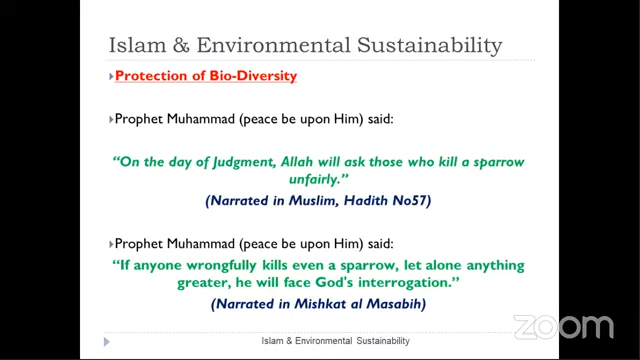 Islam & Environmental Sustainability
Protection of Bio-Diversity
Prophet Muhammad (peace be upon Him) said:
“On the day of Judgment, Allah will ask those who kill a sparrow
unfairly.”
(Narrated in Muslim, Hadith No57)
Prophet Muhammad (peace be upon Him) said:
“If anyone wrongfully kills even a sparrow, let alone anything
greater, he will face God's interrogation.”
(Narrated in Mishkat al Masabih)
zoom
Islam & Environmental Sustainability